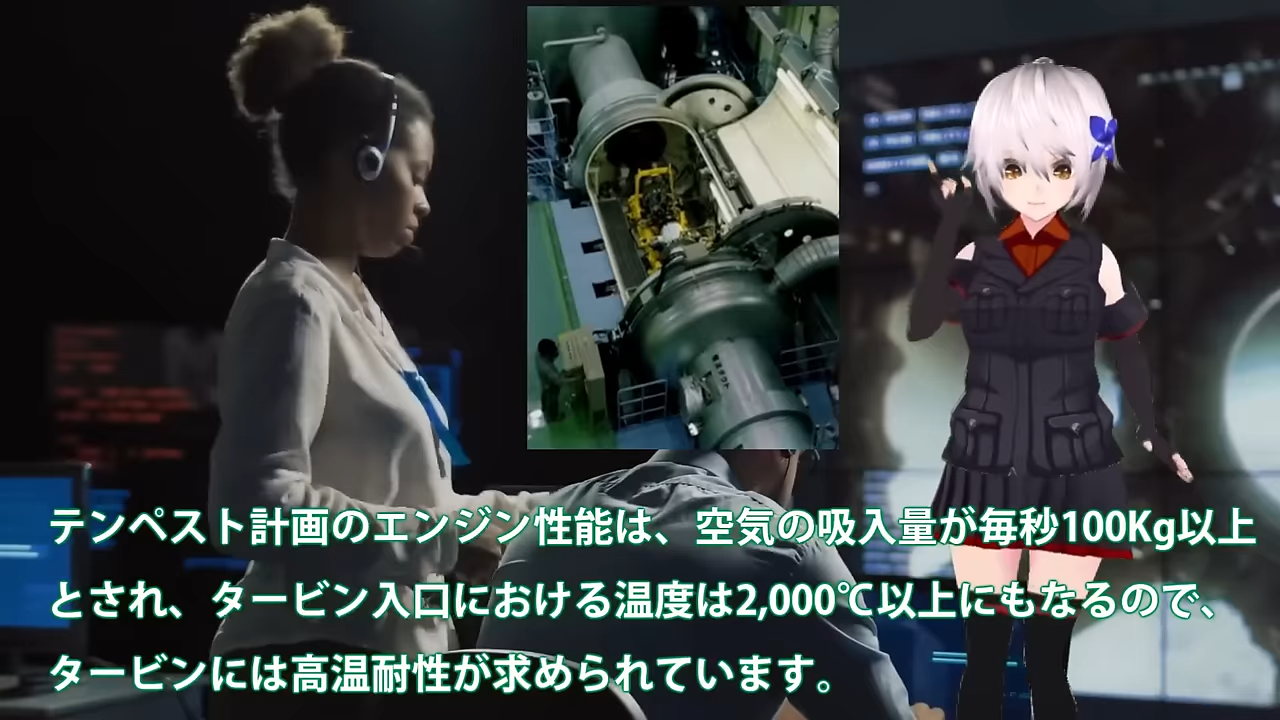 テンペスト計画のエンジン性能は、空気の吸入量が毎秒100Kg以上
とされ、タービン入口における温度は2,000℃以上にもなるので、
タービンには高温耐性が求められています。